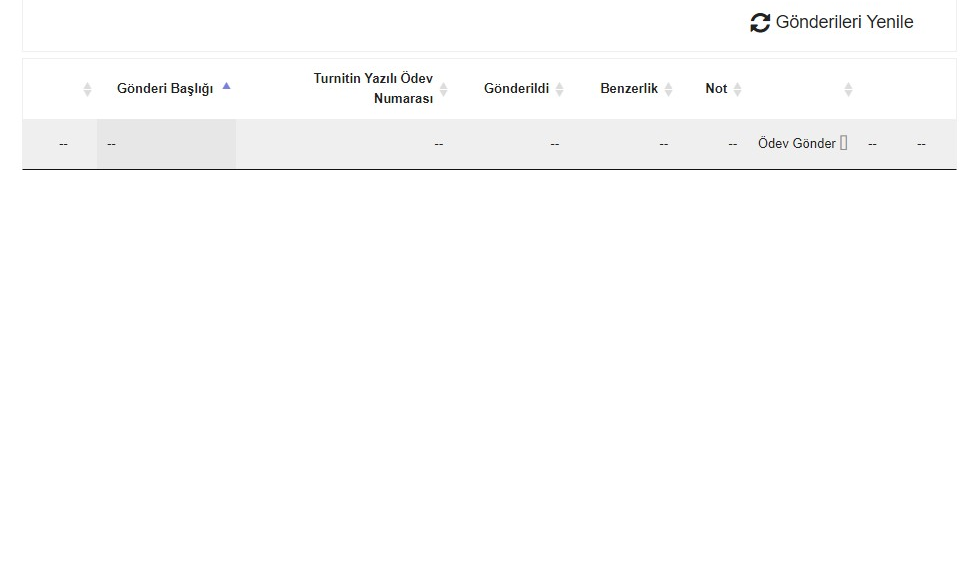 Gönderileri Yenile
Gönderi Başlığı Turnitin Yazılı Ödev Numarası Gönderildi Benzerlik Not
-- -- -- -- -- -- Ödev Gönder -- --